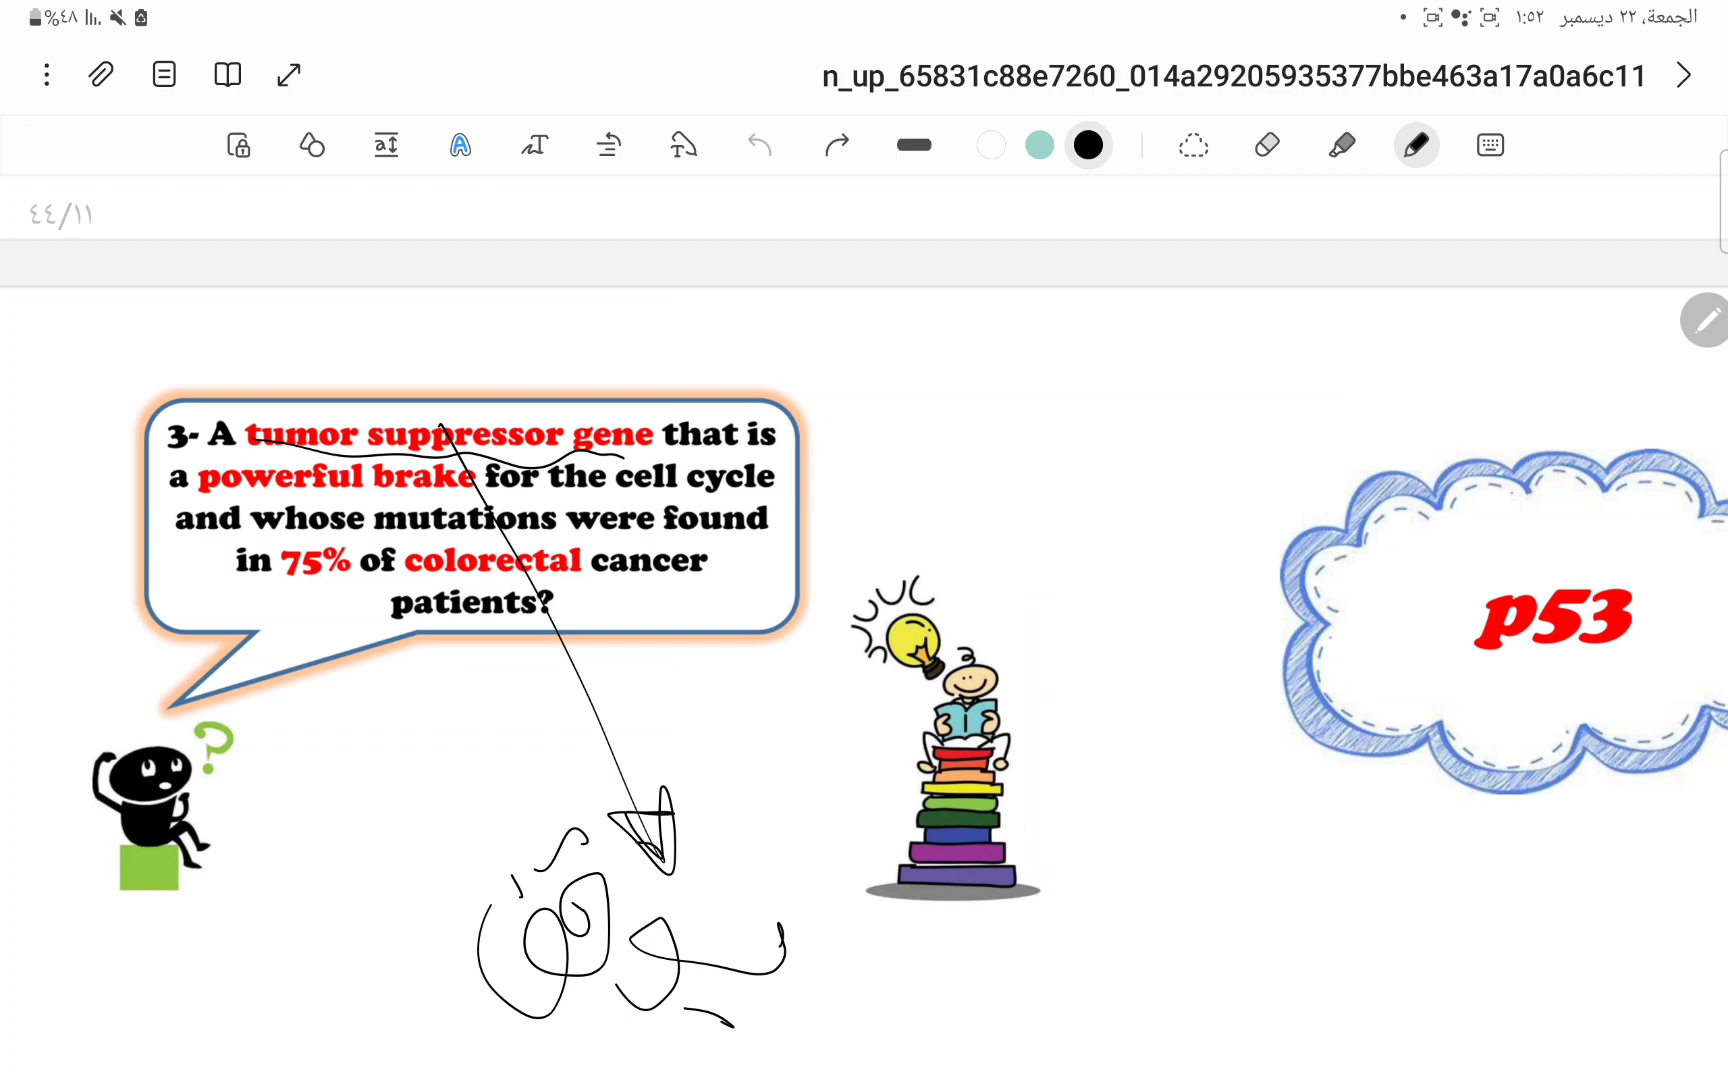 %٤٨
الجمعة، ٢٢ ديسمبر ١:٥٢
n_up_65831c88e7260_014a29205935377bbe463a17a0a6c11
٤٤/١١
3- A tumor suppressor gene that is
a powerful brake for the cell cycle
and whose mutations were found
in 75% of colorectal cancer
patients?
p53